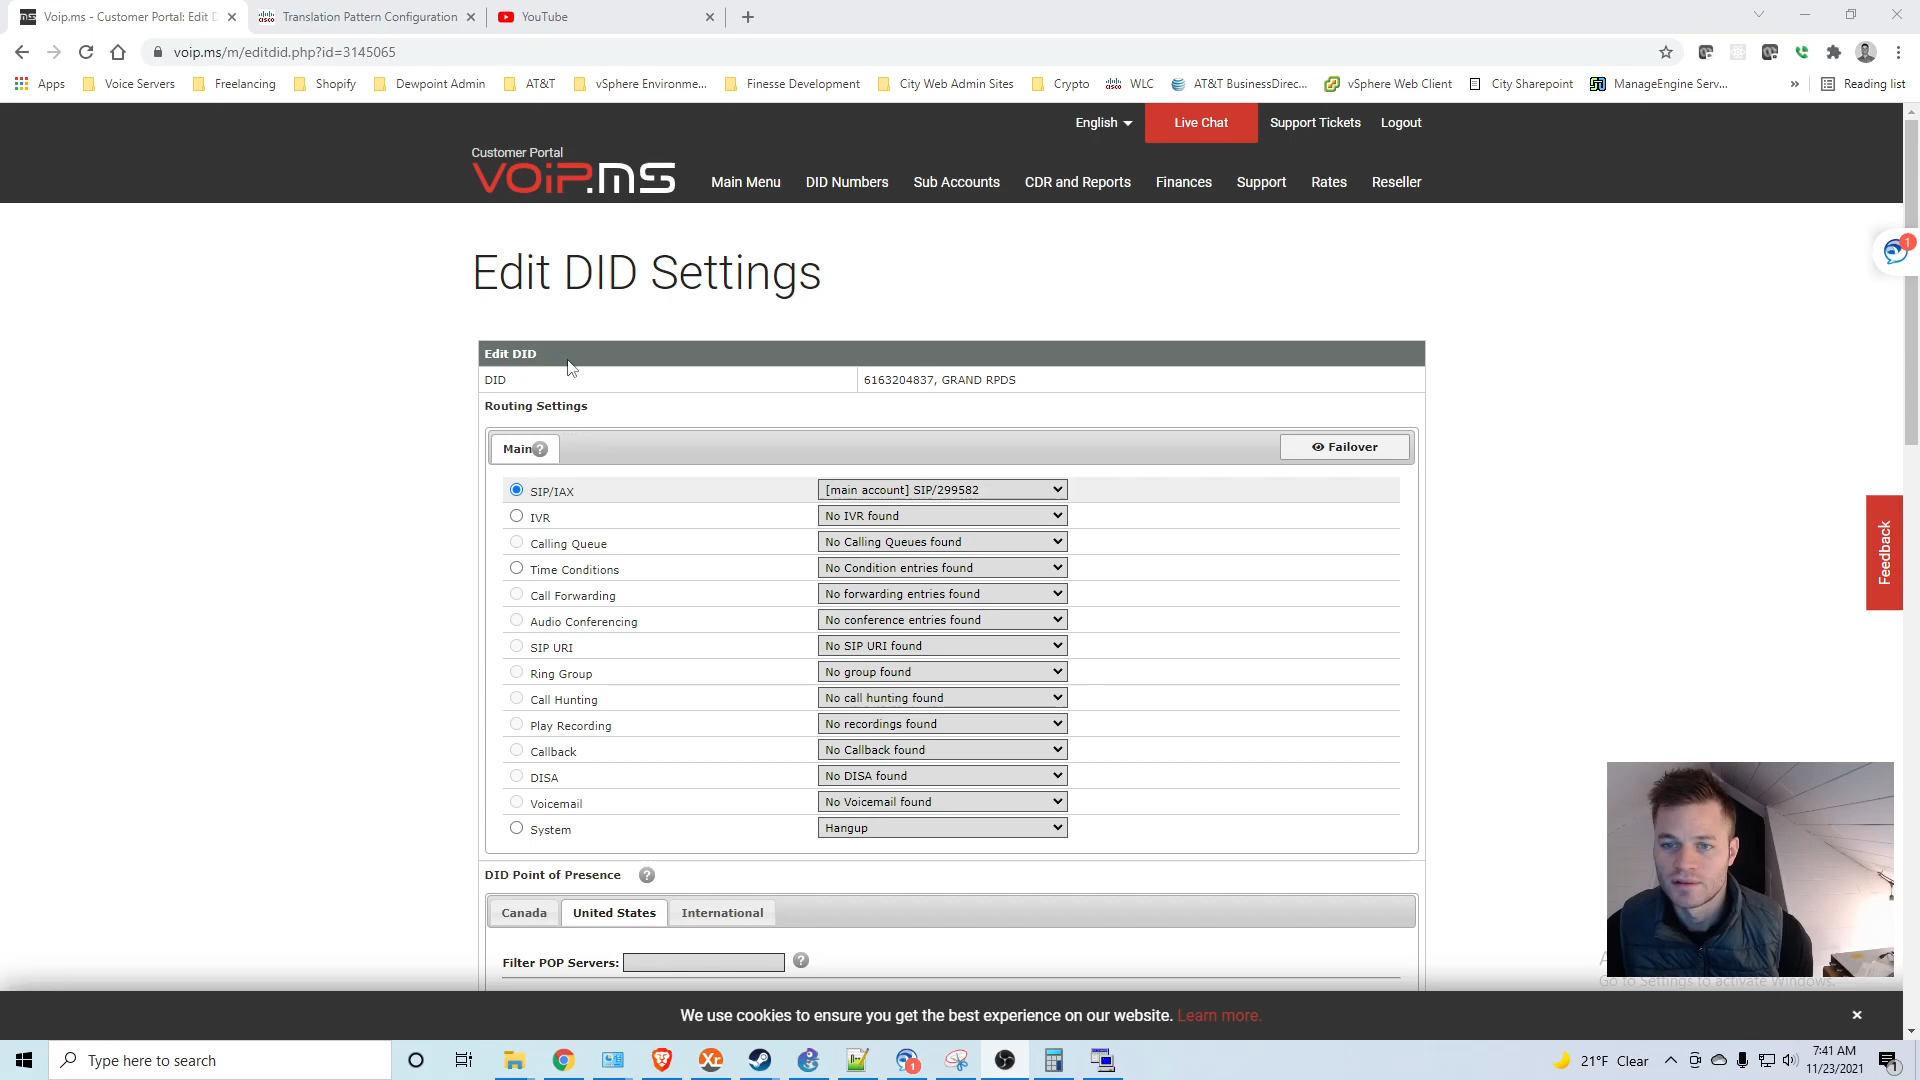 Voip.ms - Customer Portal: Edit D
Translation Pattern Configuration
YouTube
voip.ms/m/editdid.php?id=3145065
Apps
Voice Servers
Freelancing
Shopify
Dewpoint Admin
AT&T
vSphere Environme...
Finesse Development
City Web Admin Sites
Crypto
WLC
AT&T BusinessDirec...
vSphere Web Client
City Sharepoint
ManageEngine Serv...
»
Reading list
English
Live Chat
Support Tickets
Logout
Customer Portal
VOiP.MS
Main Menu
DID Numbers
Sub Accounts
CDR and Reports
Finances
Support
Rates
Reseller
1
Edit DID Settings
Edit DID
DID
6163204837, GRAND RPDS
Routing Settings
Main
Failover
SIP/IAX
[main account] SIP/299582
IVR
No IVR found
Calling Queue
No Calling Queues found
Time Conditions
No Condition entries found
Call Forwarding
No forwarding entries found
Audio Conferencing
No conference entries found
SIP URI
No SIP URI found
Ring Group
No group found
Call Hunting
No call hunting found
Play Recording
No recordings found
Callback
No Callback found
DISA
No DISA found
Voicemail
No Voicemail found
System
Hangup
Feedback
DID Point of Presence
Canada
United States
International
Filter POP Servers:
Go to Settings to activate Windows.
We use cookies to ensure you get the best experience on our website. Learn more.
Type here to search
21°F Clear
7:41 AM
11/23/2021